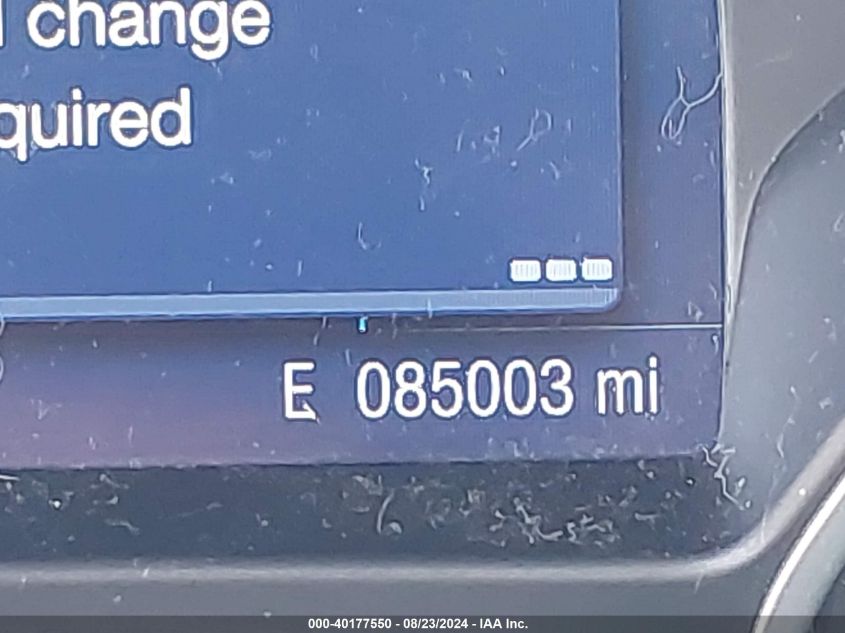 change
quired
E 085003 mi
000-40177550 - 08/23/2024 - IAA Inc.